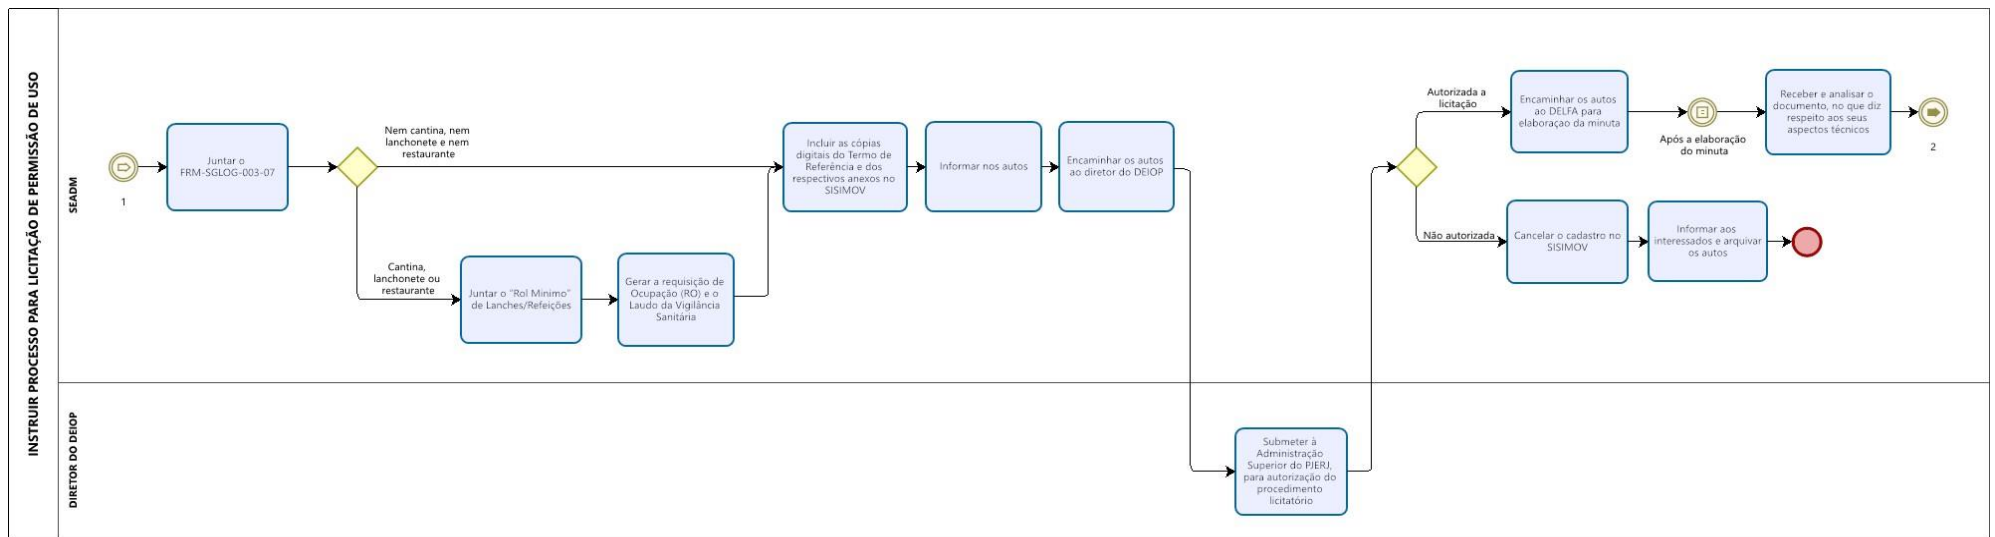 INSTRUIR PROCESSO PARA LICITAÇÃO DE PERMISSÃO DE USO
SEADM
1
Juntar o
FRM-SGLOG-003-07
Nem cantina, nem
lanchonete e nem
restaurante
Cantina,
lanchonete ou
restaurante
Juntar o "Rol Minimo"
de Lanches/Refeições
Gerar a requisição de
Ocupação (RO) e o
Laudo da Vigilância
Sanitária
Incluir as cópias
digitais do Termo de
Referência e dos
respectivos anexos no
SISIMOV
Informar nos autos
Encaminhar os autos
ao diretor do DEIOP
Autorizada a
licitação
Encaminhar os autos
ao DELFA para
elaboraçao da minuta
Após a elaboração
do minuta
Receber e analisar o
documento, no que diz
respeito aos seus
aspectos técnicos
2
Não autorizada
Cancelar o cadastro no
SISIMOV
Informar aos
interessados e arquivar
os autos
DIRETOR DO DEIOP
Submeter à
Administração
Superior do PJERJ,
para autorização do
procedimento
licitatório